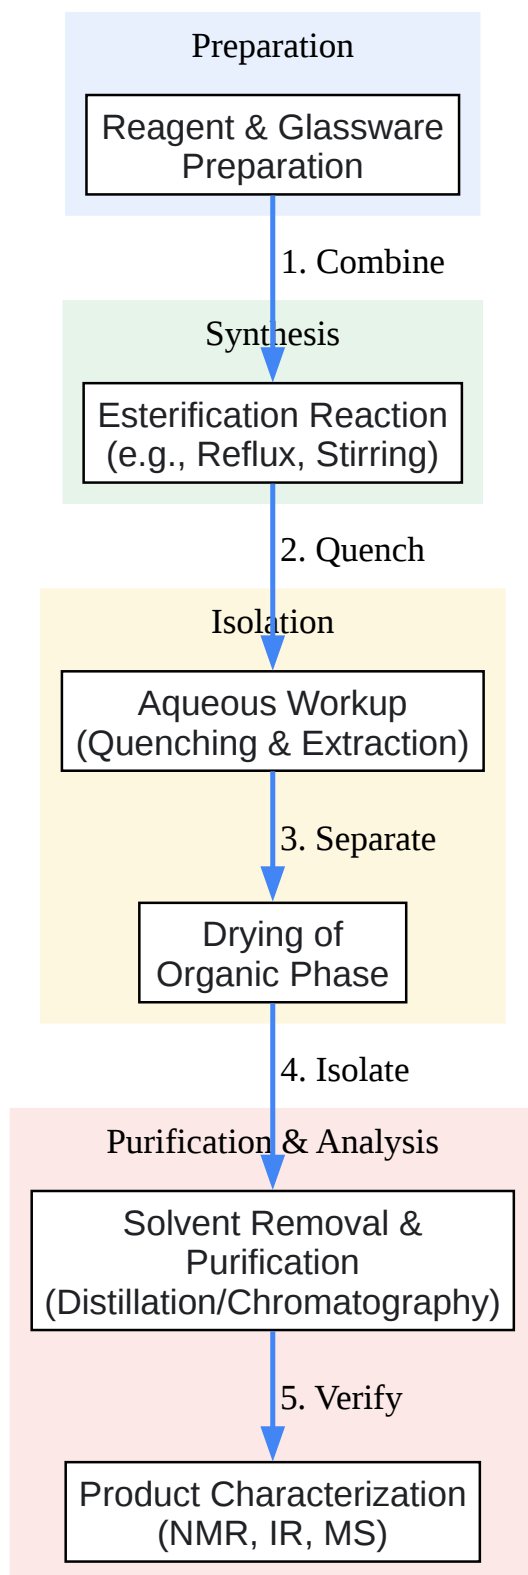 Preparation
Reagent & Glassware
Preparation
1. Combine
Synthesis
Esterification Reaction
(e.g., Reflux, Stirring)
2. Quench
Isolation
Aqueous Workup
(Quenching & Extraction)
3. Separate
Drying of
Organic Phase
4. Isolate
Purification & Analysis
Solvent Removal &
Purification
(Distillation/Chromatography)
5. Verify
Product Characterization
(NMR, IR, MS)